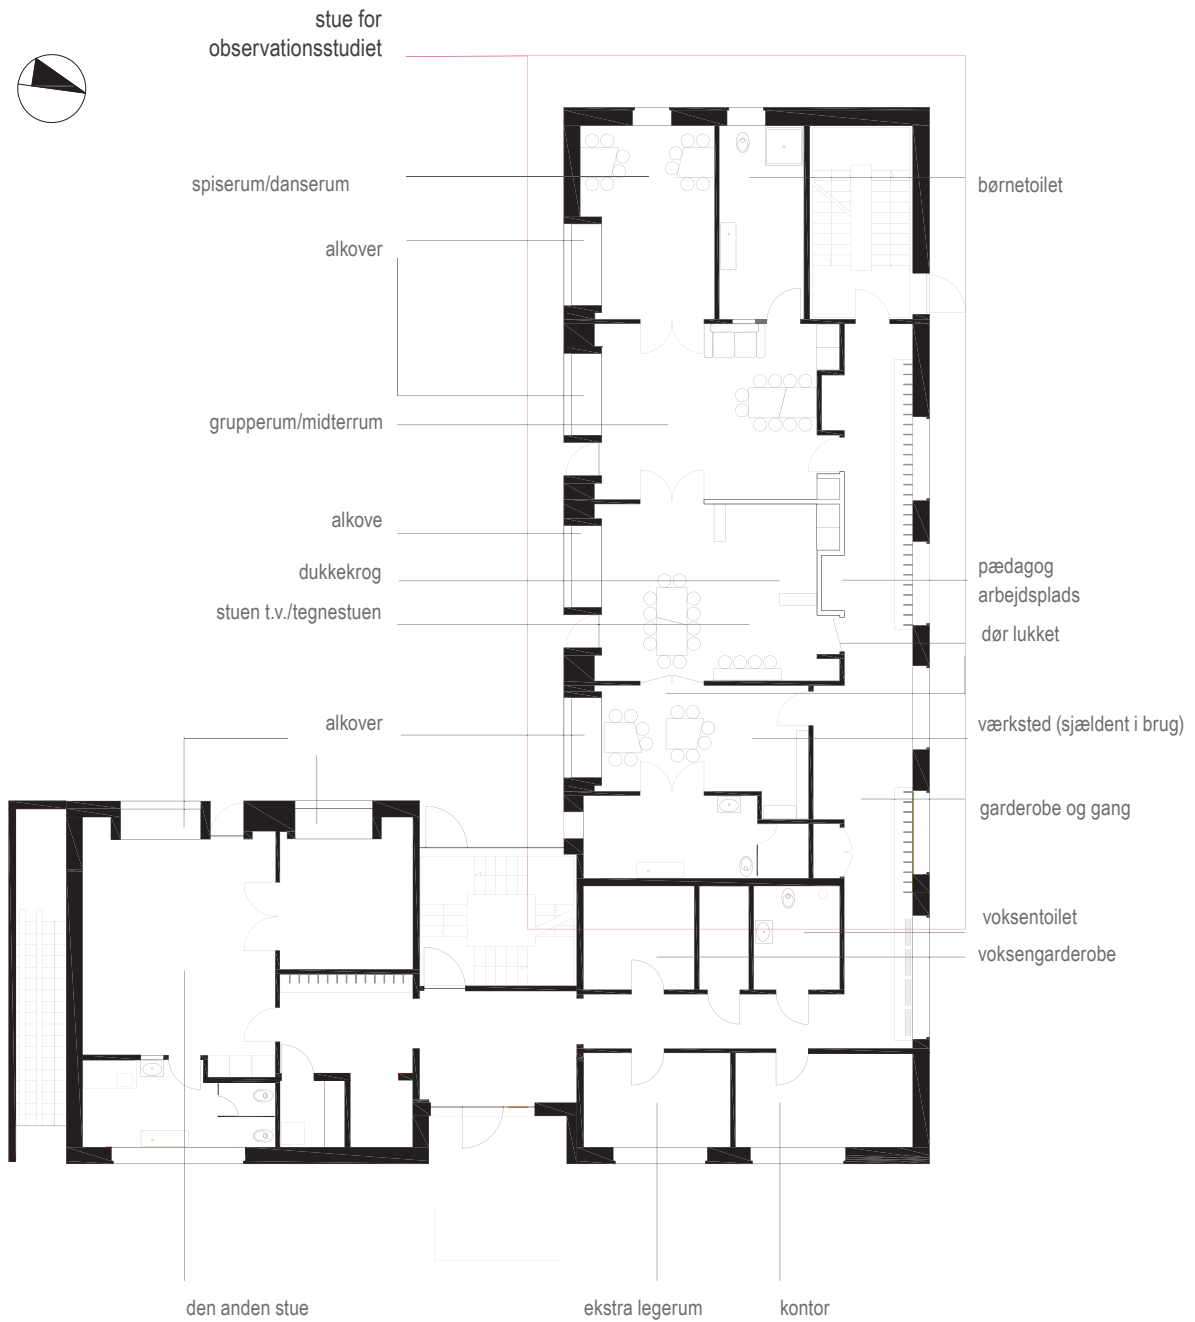 stue for
observationsstudiet
spiserum/danserum
børnetoilet
alkover
grupperum/midterrum
alkove
dukkekrog
stuen t.v./tegnestuen
pædagog
arbejdsplads
dør lukket
alkover
værksted (sjældent i brug)
garderobe og gang
voksentoilet
voksengarderobe
den anden stue
ekstra legerum
kontor